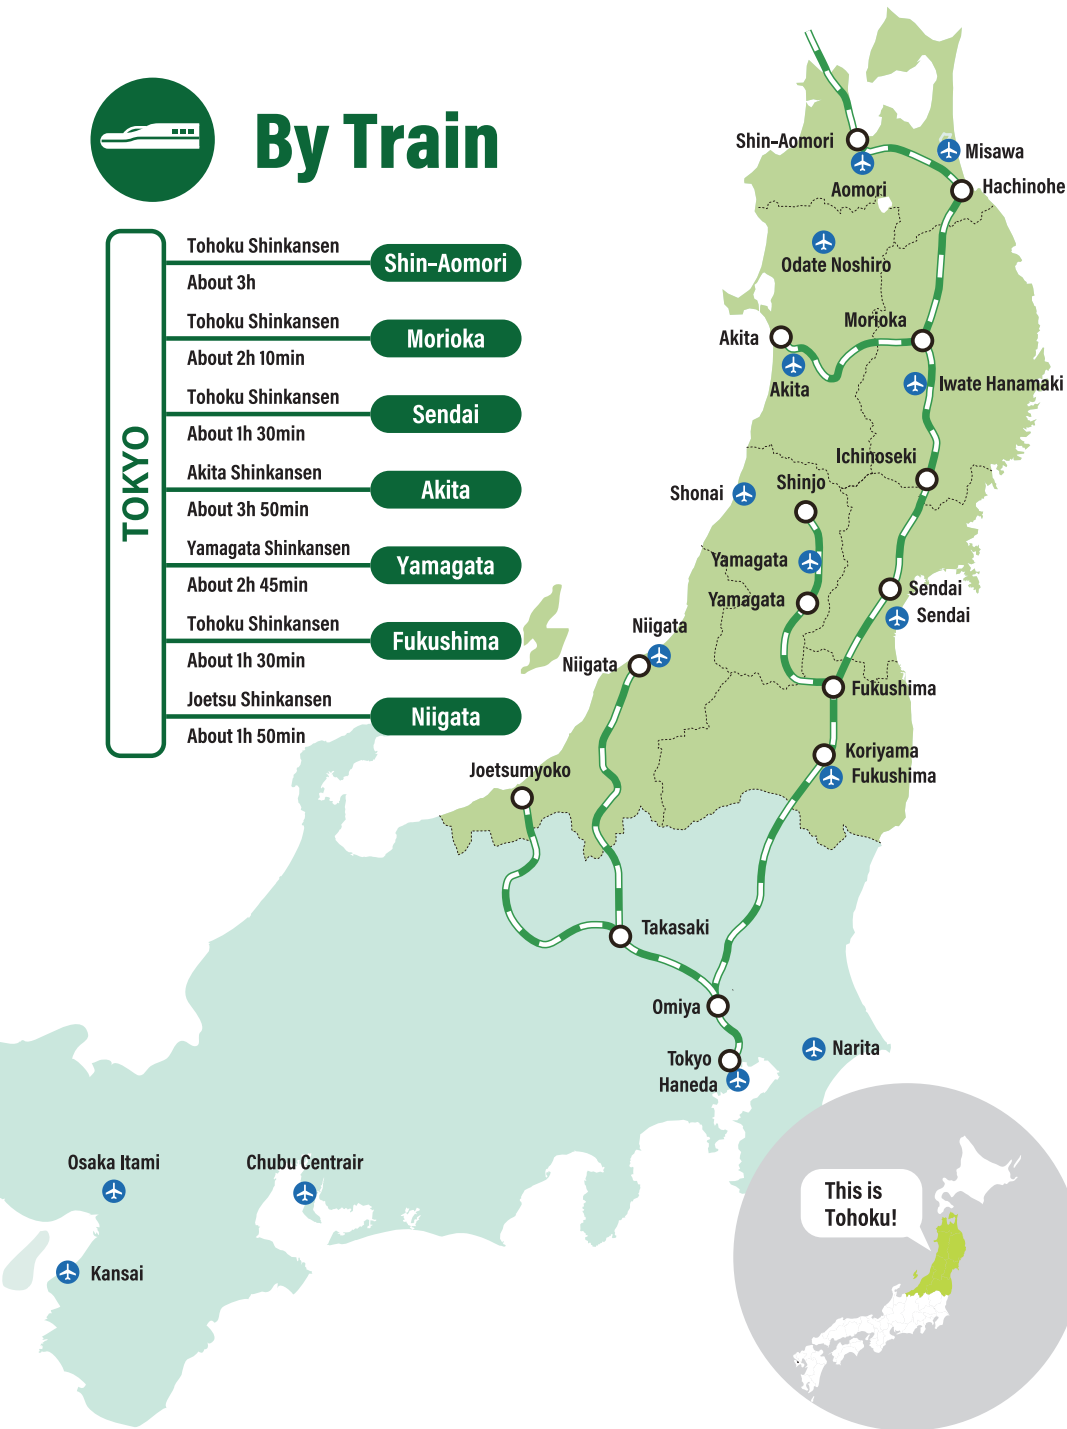 By Train
TOKYO
Tohoku Shinkansen
About 3h
Shin-Aomori
Tohoku Shinkansen
About 2h 10min
Morioka
Tohoku Shinkansen
About 1h 30min
Sendai
Akita Shinkansen
About 3h 50min
Akita
Yamagata Shinkansen
About 2h 45min
Yamagata
Tohoku Shinkansen
About 1h 30min
Fukushima
Joetsu Shinkansen
About 1h 50min
Niigata
Shin-Aomori
Misawa
Aomori
Hachinohe
Odate Noshiro
Morioka
Akita
Akita
Iwate Hanamaki
Ichinoseki
Shinjo
Shonai
Yamagata
Yamagata
Sendai
Sendai
Niigata
Niigata
Fukushima
Koriyama
Fukushima
Joetsumyoko
Takasaki
Omiya
Tokyo
Haneda
Narita
Osaka Itami
Chubu Centrair
Kansai
This is
Tohoku!